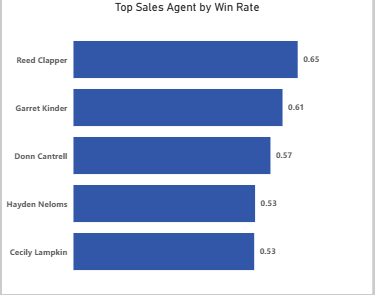 Top Sales Agent by Win Rate
Reed Clapper 0.65
Garret Kinder 0.61
Donn Cantrell 0.57
Hayden Neloms 0.53
Cecily Lampkin 0.53